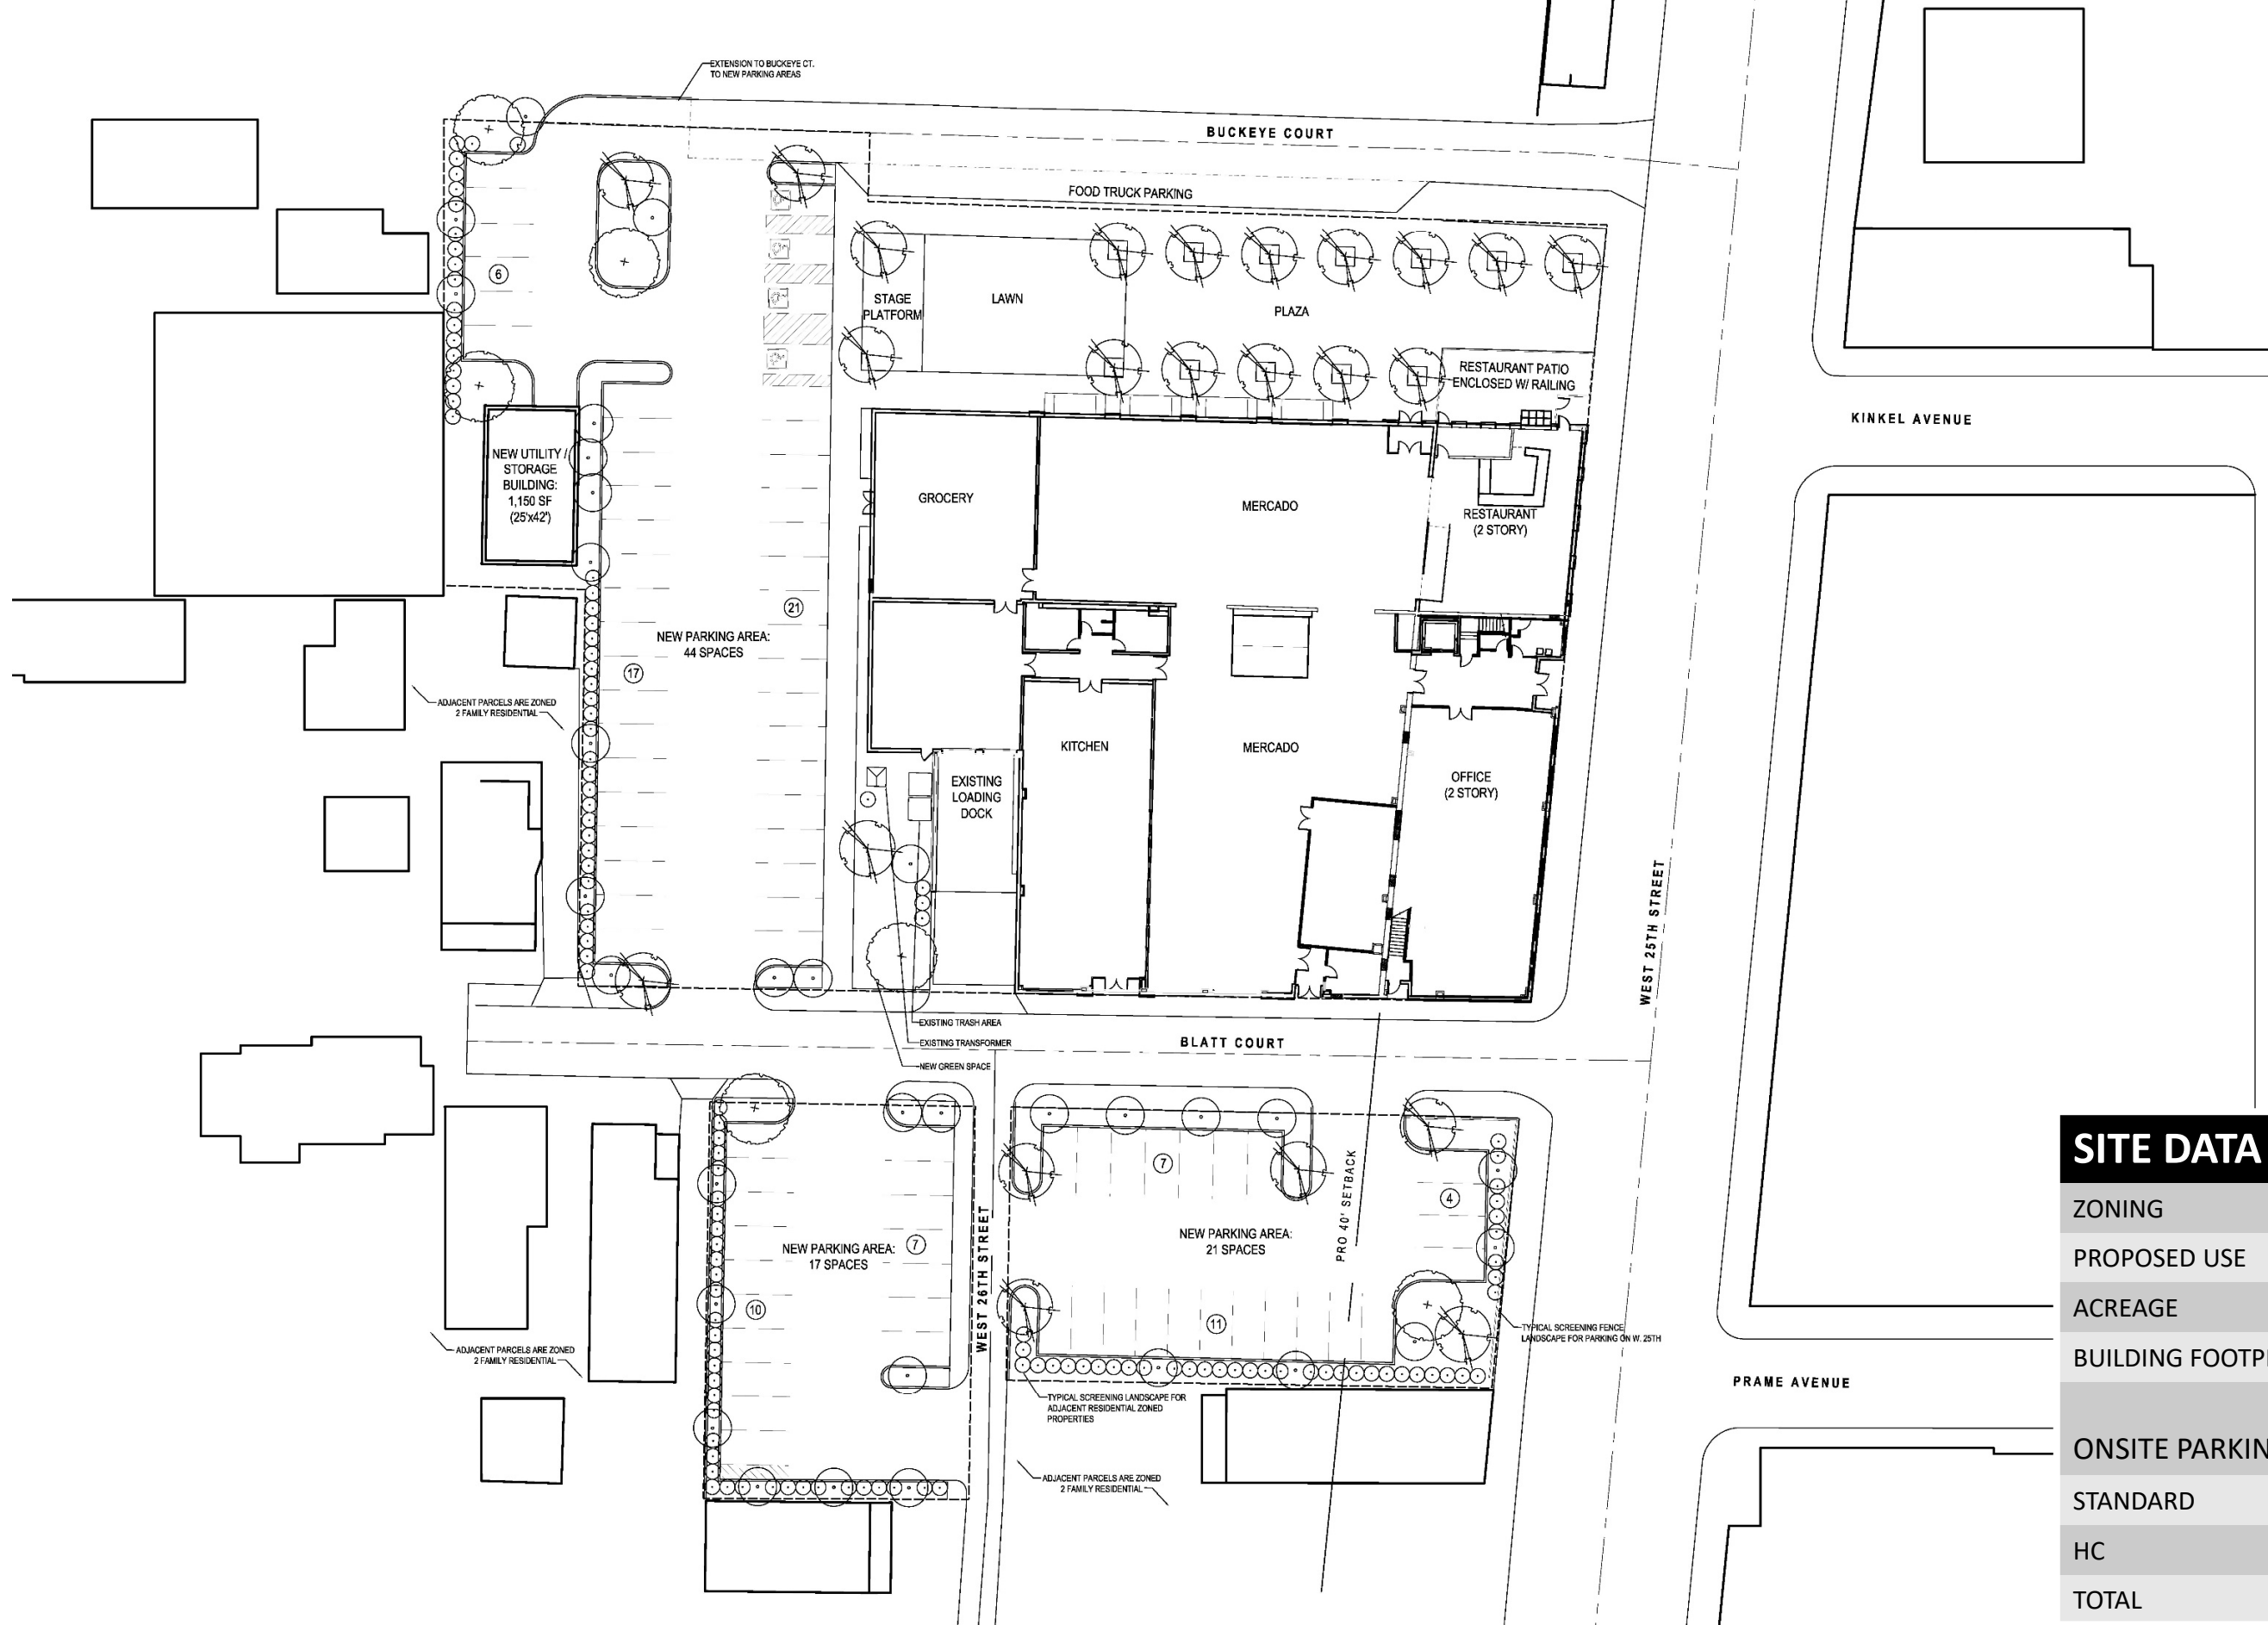 EXTENSION TO BUCKEYE CT.
TO NEW PARKING AREAS
BUCKEYE COURT
FOOD TRUCK PARKING
6
STAGE
PLATFORM
LAWN
PLAZA
RESTAURANT PATIO
ENCLOSED W/ RAILING
KINKEL AVENUE
NEW UTILITY /
STORAGE
BUILDING:
1,150 SF
(25'x42')
GROCERY
MERCADO
RESTAURANT
(2 STORY)
21
NEW PARKING AREA:
44 SPACES
17
ADJACENT PARCELS ARE ZONED
2 FAMILY RESIDENTIAL
KITCHEN
MERCADO
EXISTING
LOADING
DOCK
OFFICE
(2 STORY)
WEST 25TH STREET
EXISTING TRASH AREA
EXISTING TRANSFORMER
NEW GREEN SPACE
BLATT COURT
7
4
PRO 40' SETBACK
NEW PARKING AREA:
21 SPACES
NEW PARKING AREA:
17 SPACES
7
WEST 26TH STREET
10
11
TYPICAL SCREENING FENCE
LANDSCAPE FOR PARKING ON W. 25TH
ADJACENT PARCELS ARE ZONED
2 FAMILY RESIDENTIAL
PRAME AVENUE
TYPICAL SCREENING LANDSCAPE FOR
ADJACENT RESIDENTIAL ZONED
PROPERTIES
ADJACENT PARCELS ARE ZONED
2 FAMILY RESIDENTIAL
SITE DATA
ZONING
PROPOSED USE
ACREAGE
BUILDING FOOTP
ONSITE PARKIN
STANDARD
HC
TOTAL